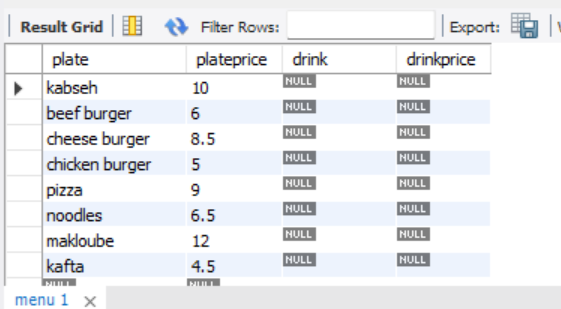 Result Grid Filter Rows: Export:
plate plateprice drink drinkprice
kabseh 10 NULL NULL
beef burger 6 NULL NULL
cheese burger 8.5 NULL NULL
chicken burger 5 NULL NULL
pizza 9 NULL NULL
noodles 6.5 NULL NULL
makloube 12 NULL NULL
kafta 4.5 NULL NULL
NULL NULL
menu 1